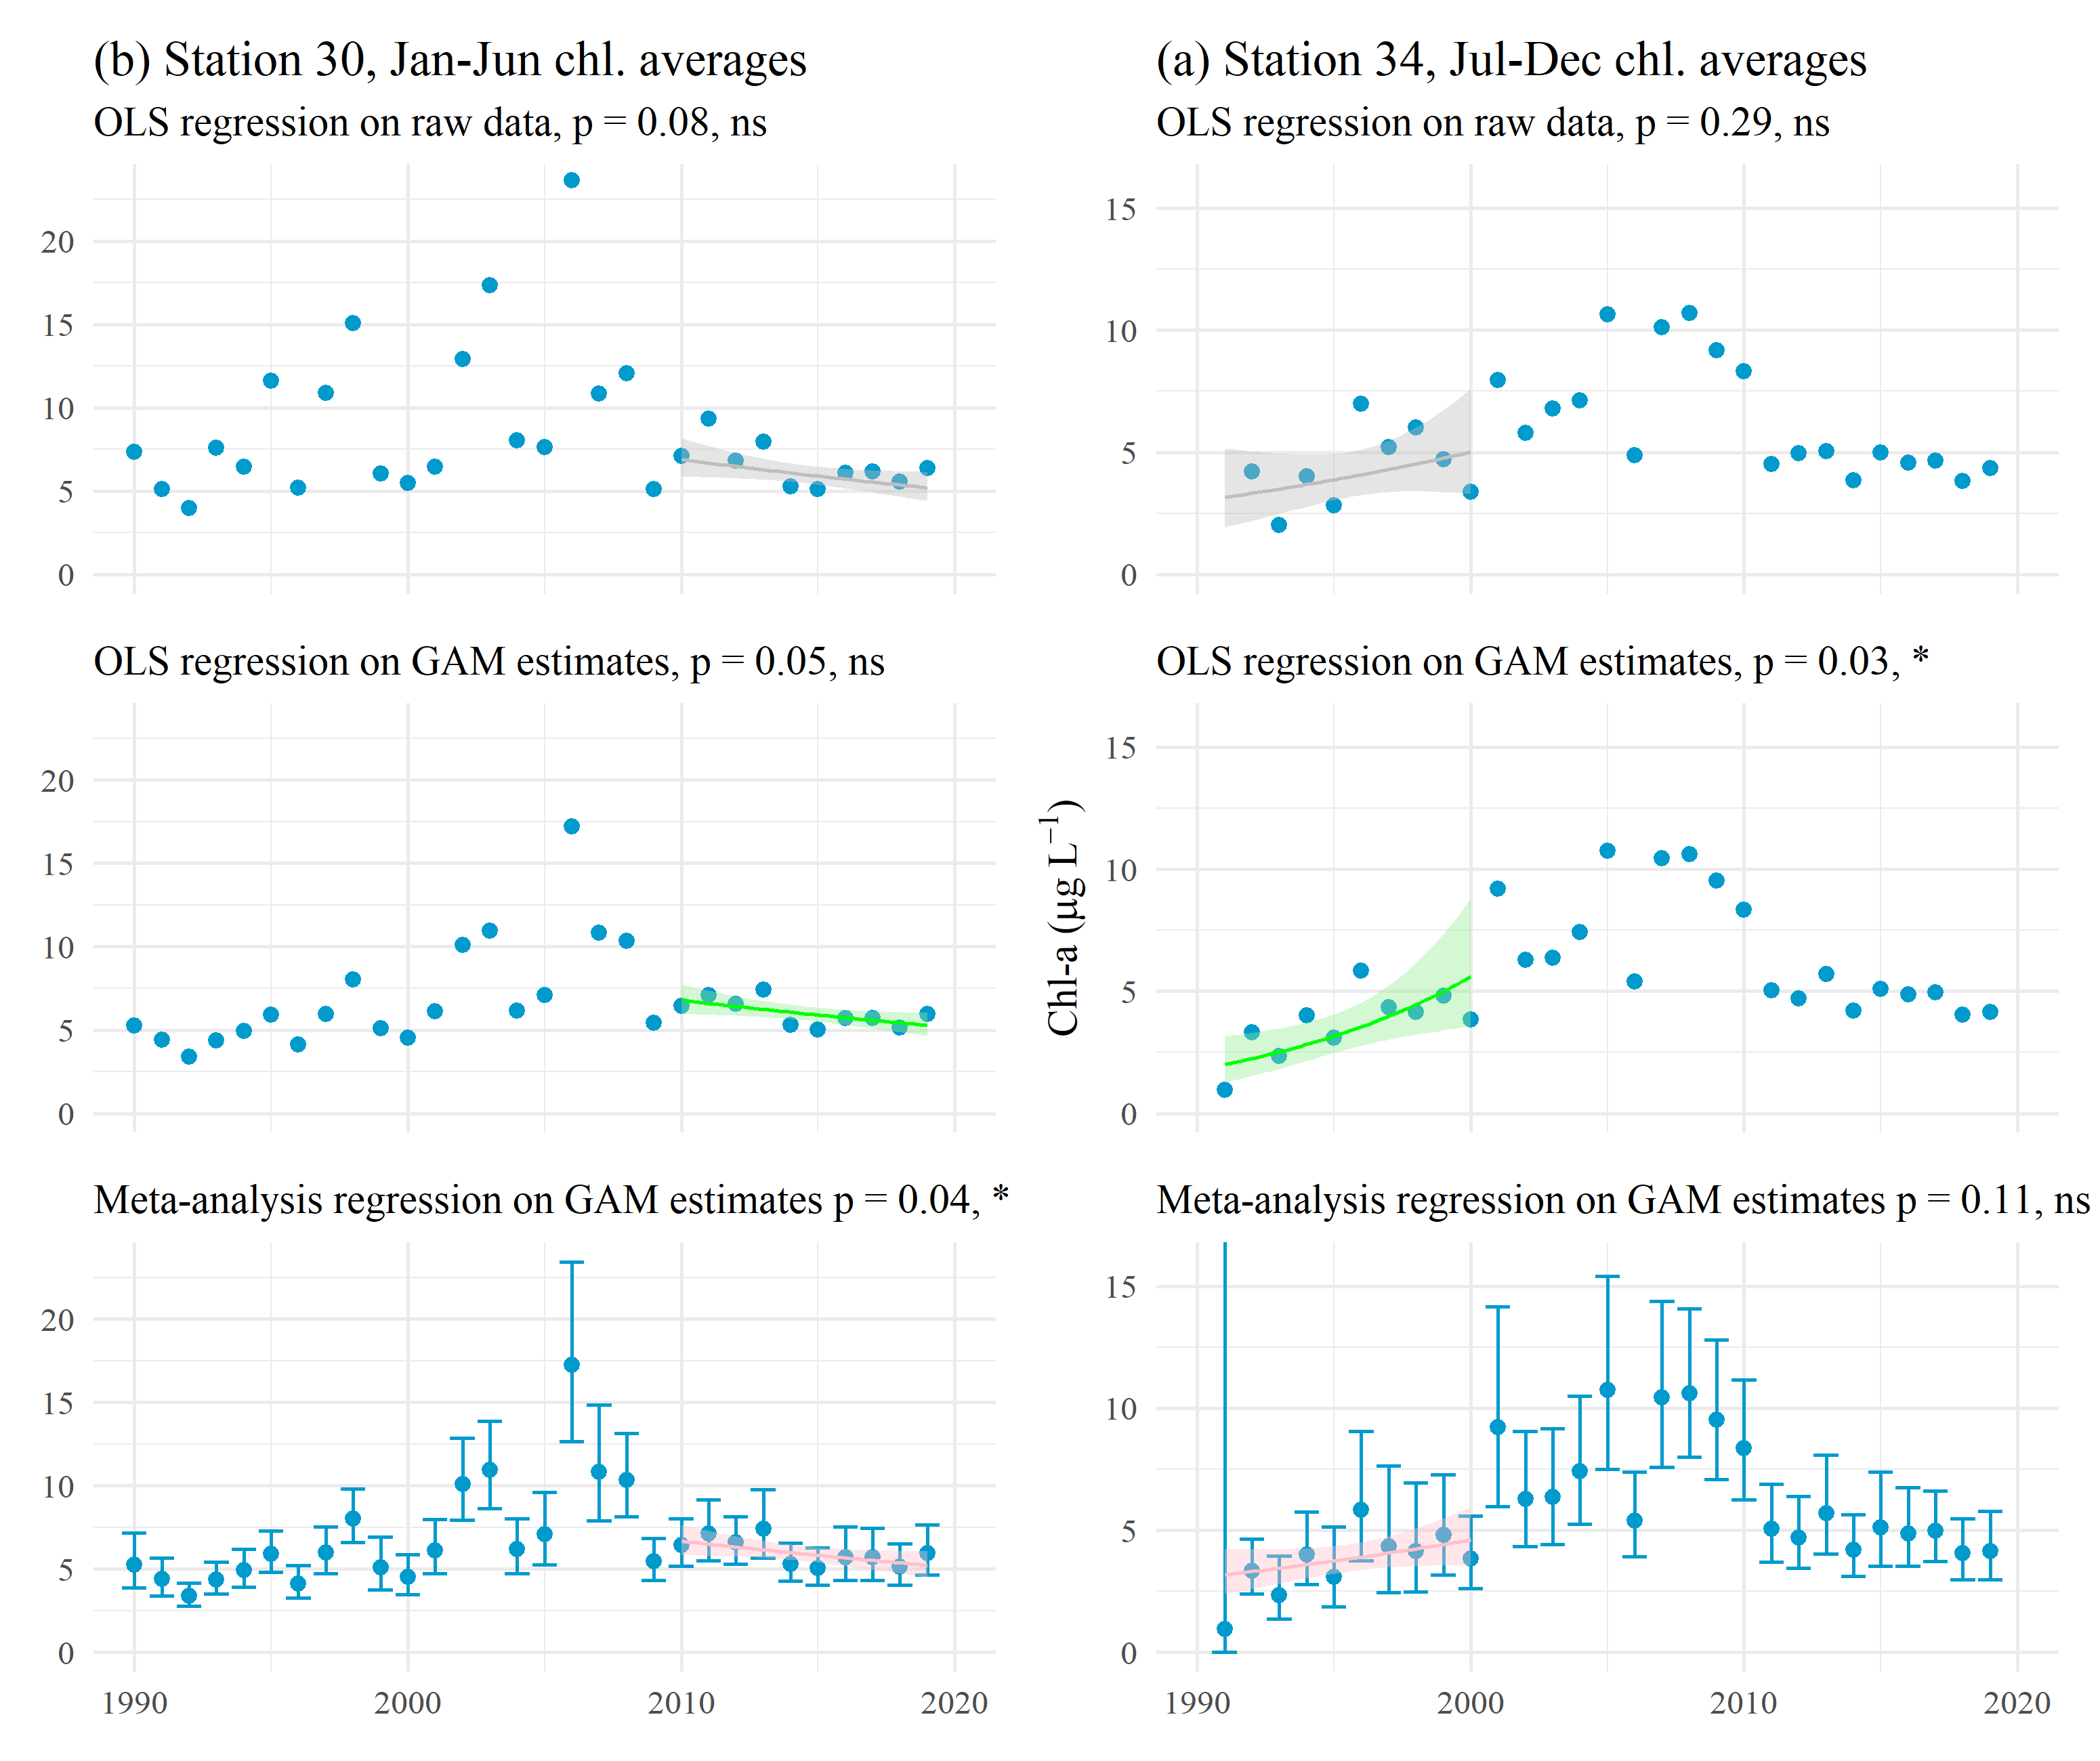 (b) Station 30, Jan-Jun chl. averages
OLS regression on raw data, p = 0.08, ns
20
15
10
5
0
OLS regression on GAM estimates, p = 0.05, ns
20
15
10
5
0
Meta-analysis regression on GAM estimates p = 0.04, *
20
15
10
5
0
1990 2000 2010 2020
Chl-a (µg L⁻¹)
(a) Station 34, Jul-Dec chl. averages
OLS regression on raw data, p = 0.29, ns
15
10
5
0
OLS regression on GAM estimates, p = 0.03, *
15
10
5
0
Meta-analysis regression on GAM estimates p = 0.11, ns
15
10
5
0
1990 2000 2010 2020